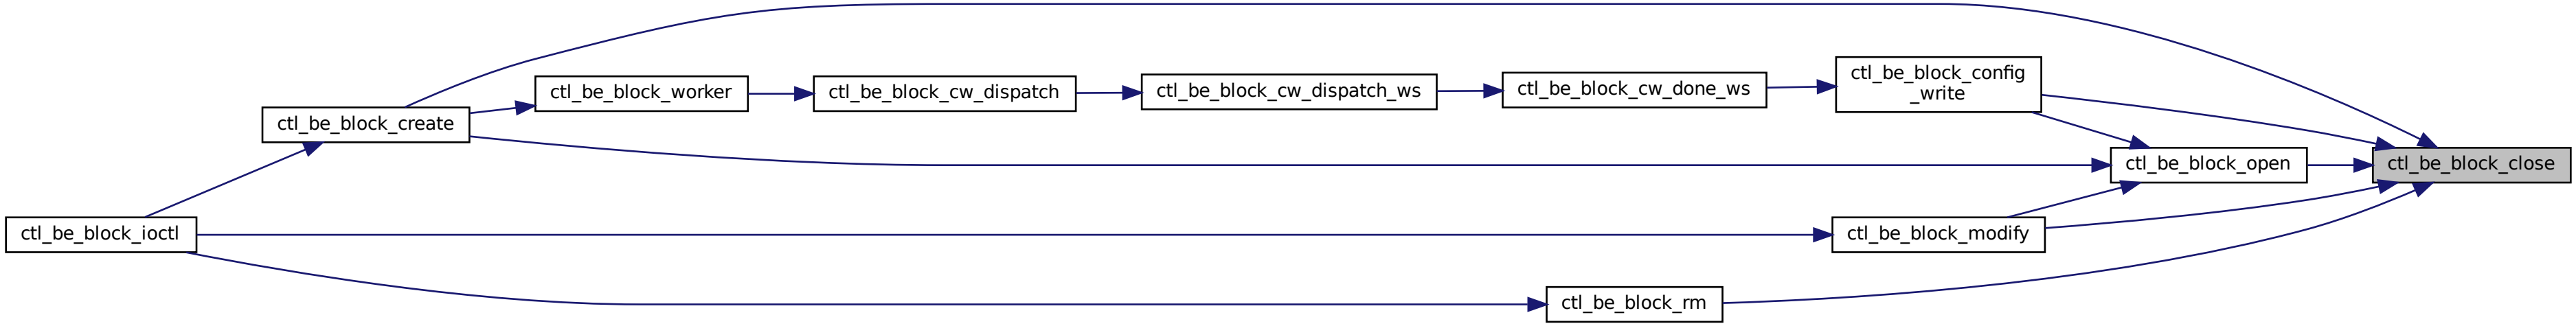 ctl_be_block_ioctl
ctl_be_block_create
ctl_be_block_worker
ctl_be_block_cw_dispatch
ctl_be_block_cw_dispatch_ws
ctl_be_block_cw_done_ws
ctl_be_block_config
_write
ctl_be_block_open
ctl_be_block_close
ctl_be_block_modify
ctl_be_block_rm